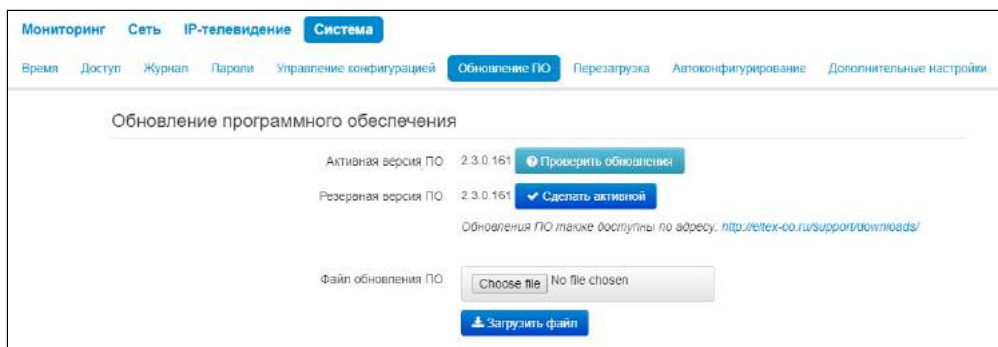 Мониторинг Сеть IP-телевидение Система
Время Доступ Журнал Пароли Управление конфигурацией Обновление ПО Перезагрузка Автоконфигурирование Дополнительные настройки
Обновление программного обеспечения
Активная версия ПО 2.3.0.161 Проверить обновления
Резервная версия ПО 2.3.0.161 Сделать активной
Обновления ПО также доступны по адресу: http://eltex-co.ru/support/downloads/
Файл обновления ПО Choose file No file chosen
Загрузить файл